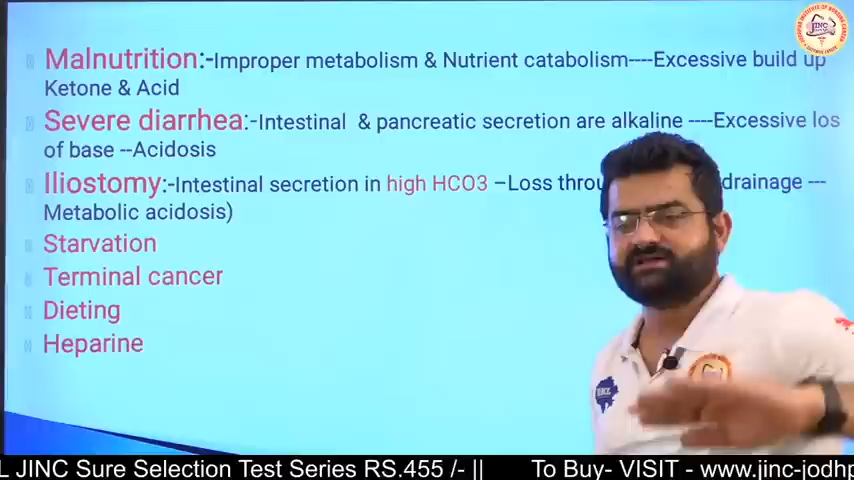 Malnutrition:-Improper metabolism & Nutrient catabolism----Excessive build up
Ketone & Acid
Severe diarrhea:-Intestinal & pancreatic secretion are alkaline ----Excessive los
of base --Acidosis
Iliostomy:-Intestinal secretion in high HCO3 –Loss throu drainage ---
Metabolic acidosis)
Starvation
Terminal cancer
Dieting
Heparine
JINC
L JINC Sure Selection Test Series RS.455 /- || To Buy- VISIT - www.jinc-jodhp